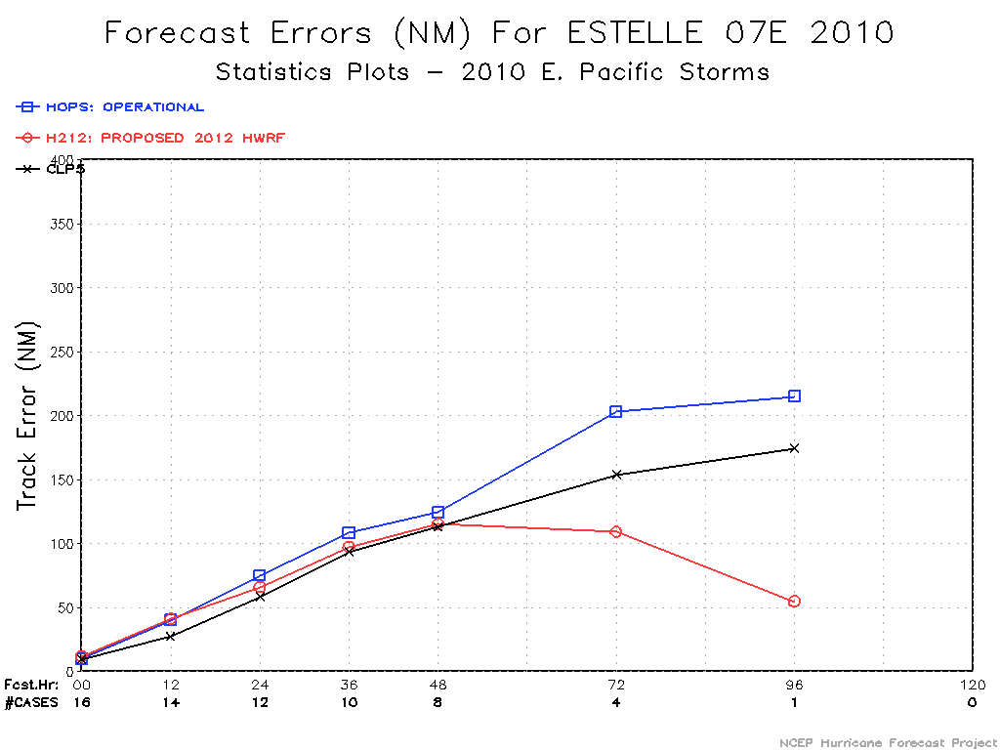 Forecast Errors (NM) For ESTELLE 07E 2010
Statistics Plots – 2010 E. Pacific Storms
HOPS: OPERATIONAL
H212: PROPOSED 2012 HWRF
CLP5
400
350
300
250
200
150
100
50
0
Track Error (NM)
Fcst.Hr: 00 12 24 36 48 72 96 120
#CASES 16 14 12 10 8 4 1 0
NCEP Hurricane Forecast Project